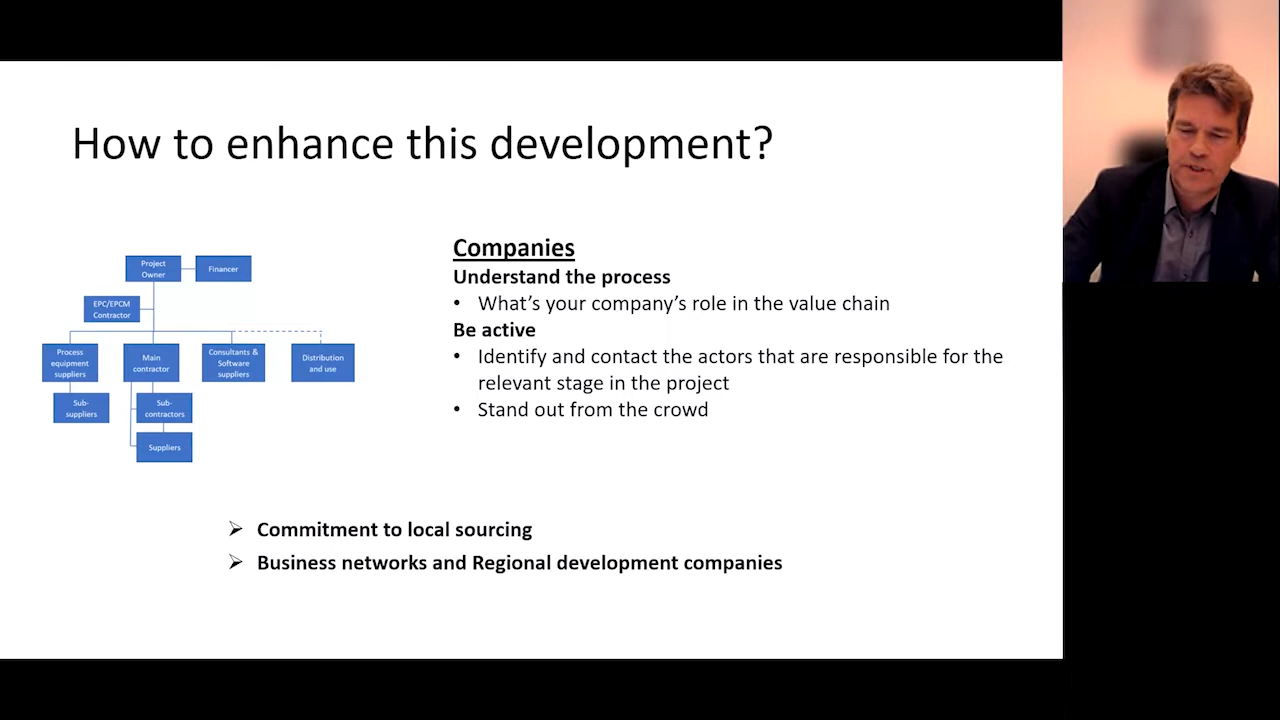 How to enhance this development?
Project
Owner
Financer
EPC/EPCM
Contractor
Process
equipment
suppliers
Main
contractor
Consultants &
Software
suppliers
Distribution
and use
Sub-
suppliers
Sub-
contractors
Suppliers
Companies
Understand the process
• What’s your company’s role in the value chain
Be active
• Identify and contact the actors that are responsible for the
relevant stage in the project
• Stand out from the crowd
➢ Commitment to local sourcing
➢ Business networks and Regional development companies